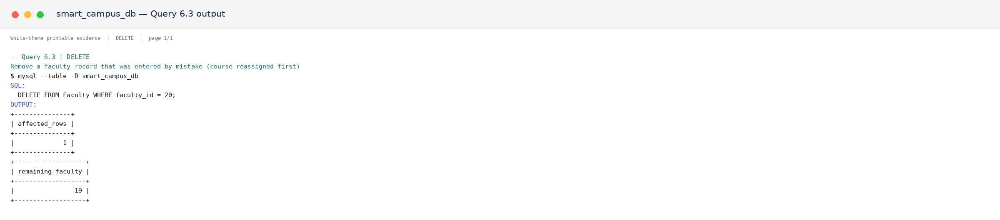 smart_campus_db — Query 6.3 output
White-theme printable evidence  |  DELETE  |  page 1/1
-- Query 6.3 | DELETE
Remove a faculty record that was entered by mistake (course reassigned first)
$ mysql --table -D smart_campus_db
SQL:
  DELETE FROM Faculty WHERE faculty_id = 20;
OUTPUT:
+---------------+
| affected_rows |
+---------------+
|             1 |
+---------------+
+-------------------+
| remaining_faculty |
+-------------------+
|                19 |
+-------------------+